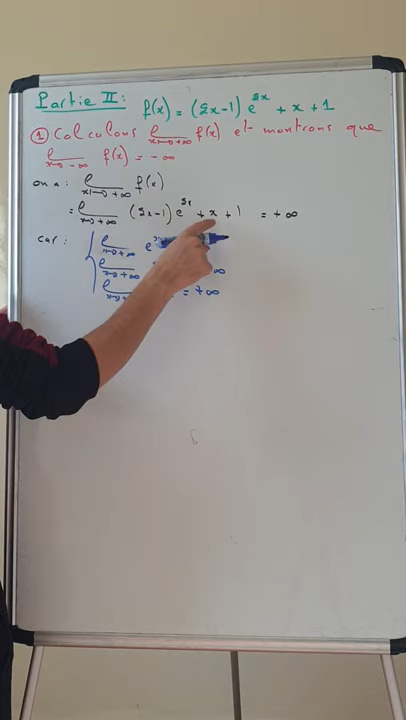 Partie II: f(x) = (2x-1) e^{2x} + x + 1
① Calculons lim x→+∞ f(x) et montrons que
lim x→-∞ f(x) = -∞
on a: lim x→+∞ f(x)
= lim x→+∞ (2x-1) e^{2x} + x + 1 = +∞
car: lim x→+∞ e
lim x→+∞ ∞
lim = +∞